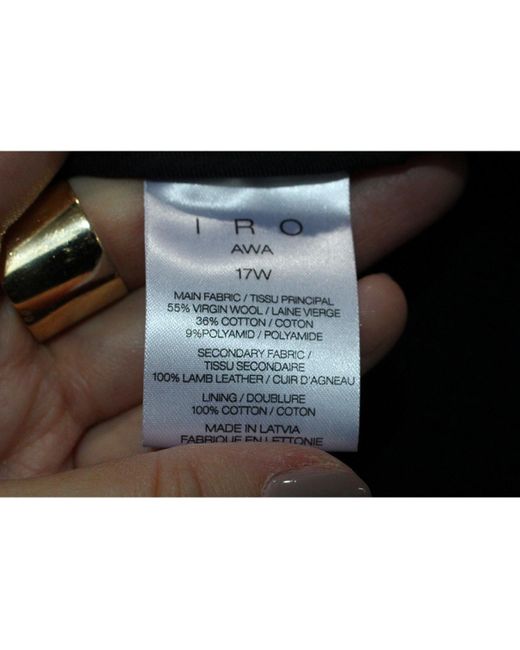 IRO
AWA
17W
MAIN FABRIC / TISSU PRINCIPAL
55% VIRGIN WOOL / LAINE VIERGE
36% COTTON / COTON
9%POLYAMID / POLYAMIDE
SECONDARY FABRIC /
TISSU SECONDAIRE
100% LAMB LEATHER / CUIR D'AGNEAU
LINING / DOUBLURE
100% COTTON / COTON
MADE IN LATVIA
FABRIQUE EN LETTONIE